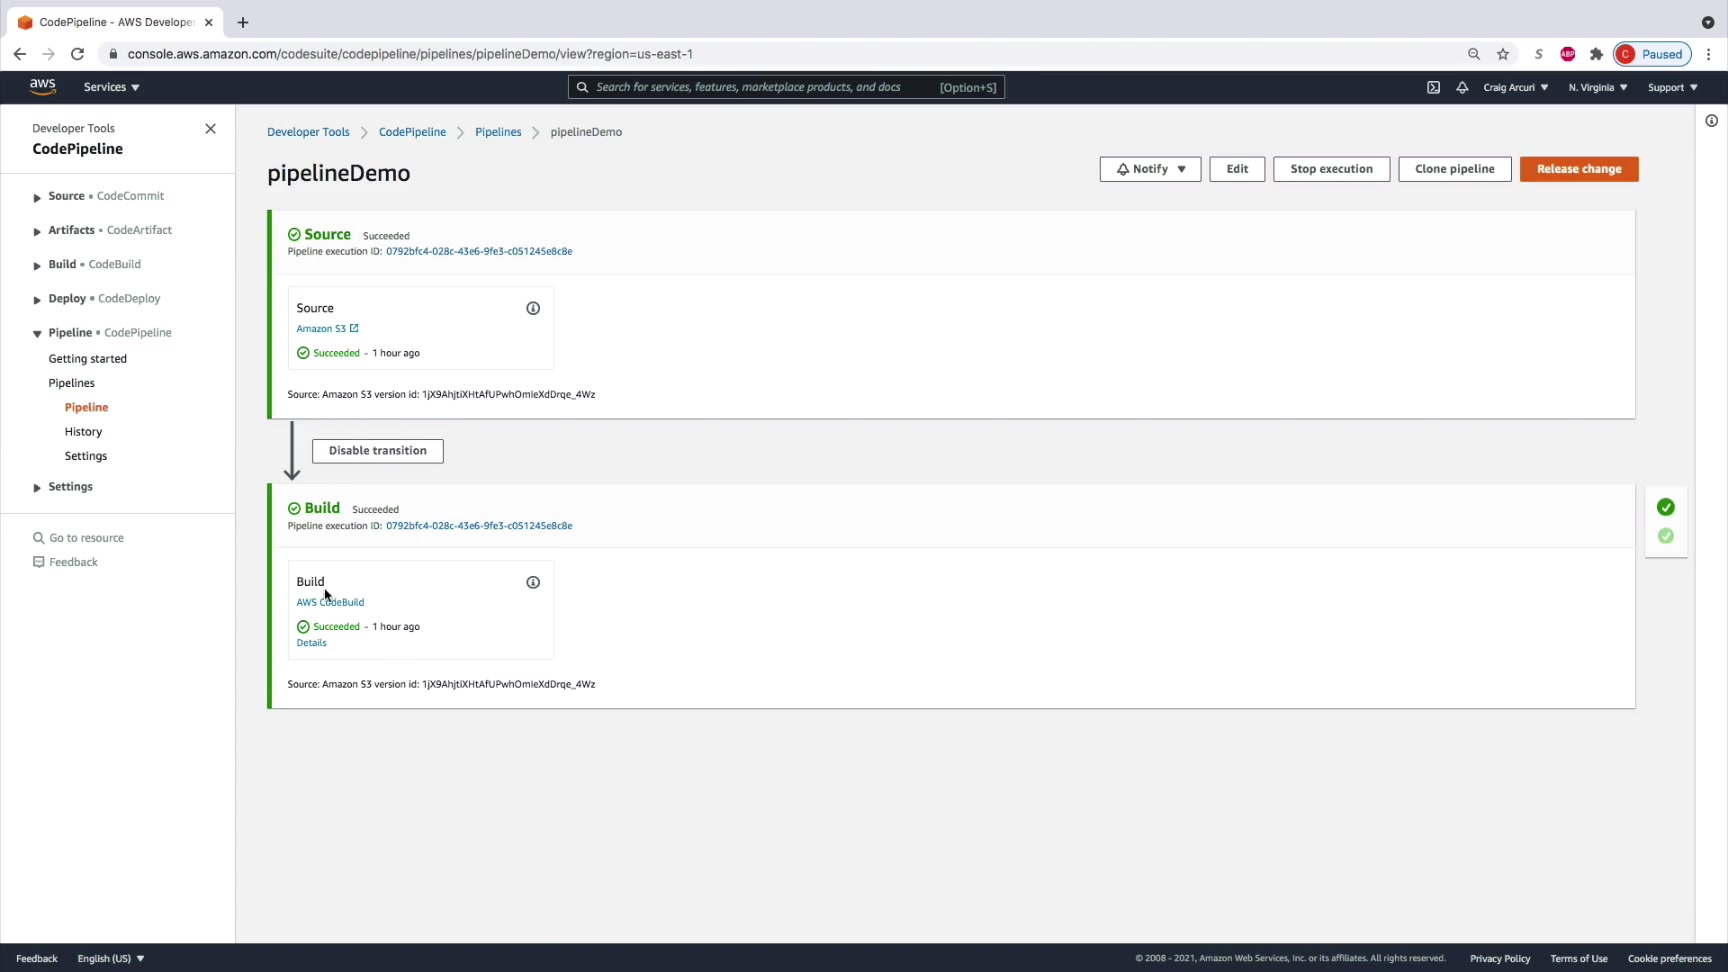 CodePipeline - AWS Developer
console.aws.amazon.com/codesuite/codepipeline/pipelines/pipelineDemo/view?region=us-east-1
S
ABP
C Paused
aws
Services
Search for services, features, marketplace products, and docs [Option+S]
Craig Arcuri
N. Virginia
Support
Developer Tools
CodePipeline
Source • CodeCommit
Artifacts • CodeArtifact
Build • CodeBuild
Deploy • CodeDeploy
Pipeline • CodePipeline
Getting started
Pipelines
Pipeline
History
Settings
Settings
Go to resource
Feedback
Developer Tools > CodePipeline > Pipelines > pipelineDemo
pipelineDemo
Notify
Edit
Stop execution
Clone pipeline
Release change
Source Succeeded
Pipeline execution ID: 0792bfc4-028c-43e6-9fe3-c051245e8c8e
Source
Amazon S3
Succeeded - 1 hour ago
Source: Amazon S3 version id: 1jX9AhjtiXHtAfUPwhOmIeXdDrqe_4Wz
Disable transition
Build Succeeded
Pipeline execution ID: 0792bfc4-028c-43e6-9fe3-c051245e8c8e
Build
AWS CodeBuild
Succeeded - 1 hour ago
Details
Source: Amazon S3 version id: 1jX9AhjtiXHtAfUPwhOmIeXdDrqe_4Wz
Feedback
English (US)
© 2008 - 2021, Amazon Web Services, Inc. or its affiliates. All rights reserved.
Privacy Policy
Terms of Use
Cookie preferences